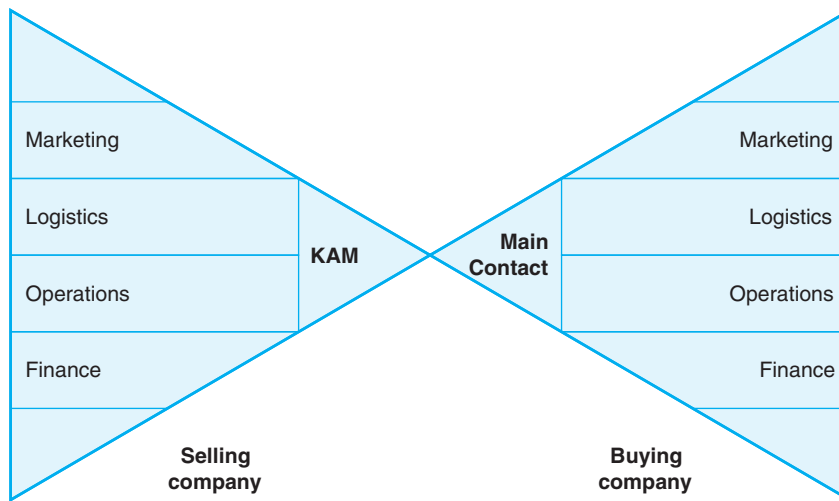 Marketing
Marketing
Logistics
Logistics
KAM
Main
Contact
Operations
Operations
Finance
Finance
Selling
company
Buying
company